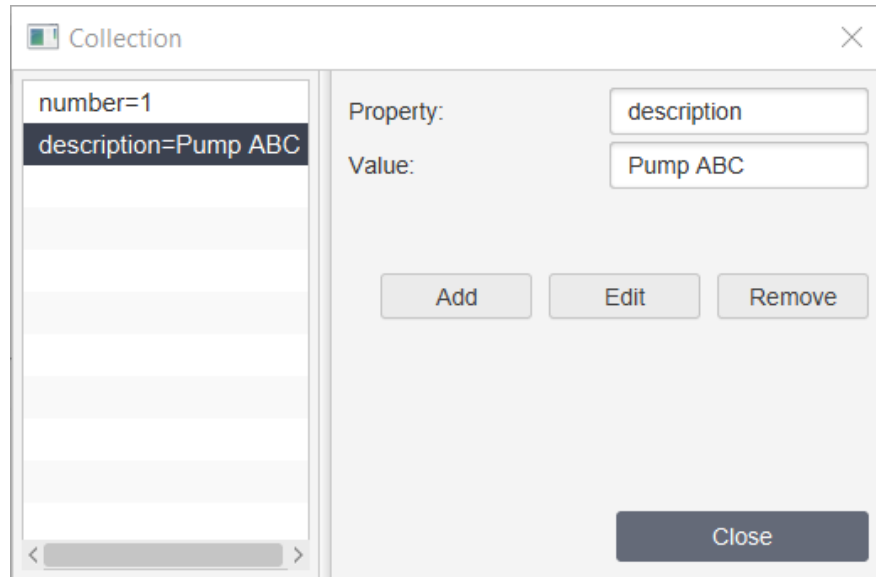 Collection
number=1
description=Pump ABC
Property:
description
Value:
Pump ABC
Add
Edit
Remove
Close